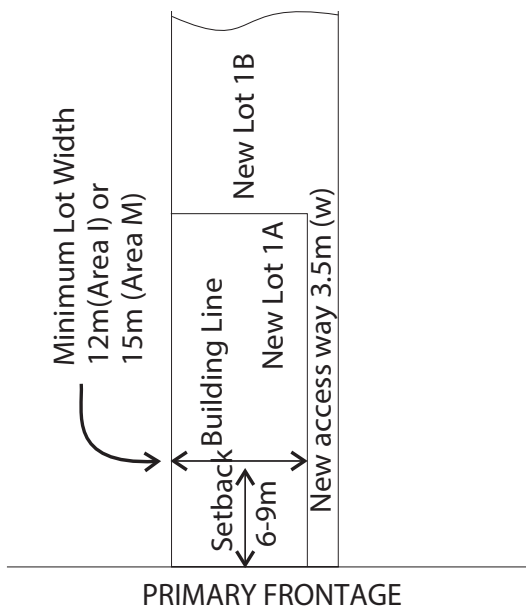 Minimum Lot Width
12m(Area I) or
15m (Area M)
New Lot 1B
Building Line
New Lot 1A
New access way 3.5m (w)
Setback
6-9m
PRIMARY FRONTAGE